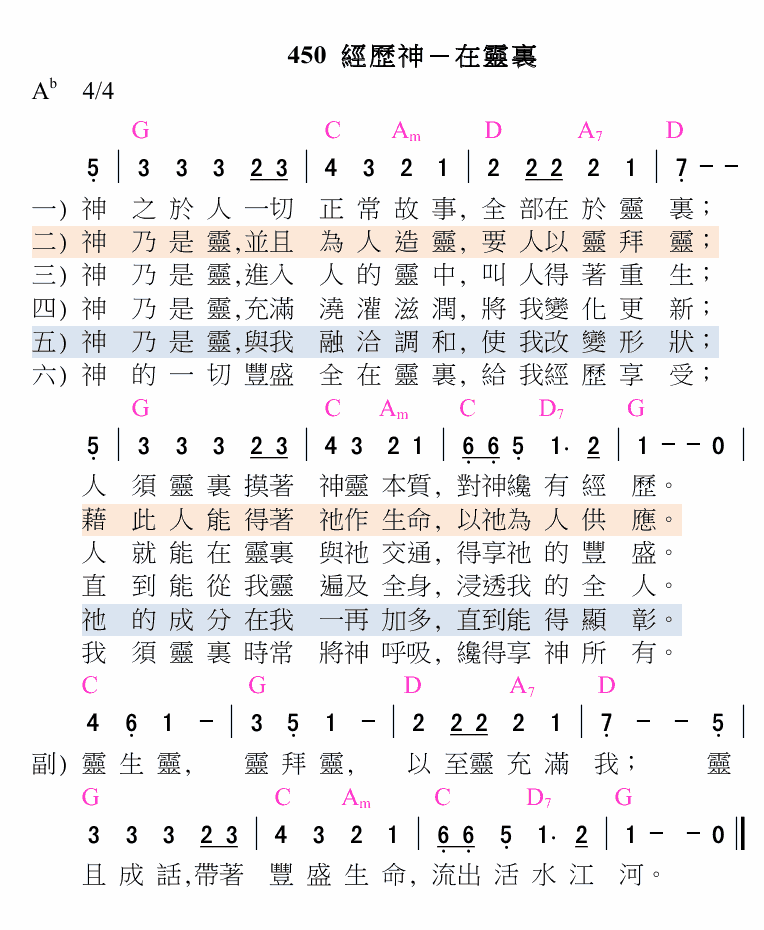 450 經歷神－在靈裏
Ab 4/4
G C Am D A7 D
5 | 3 3 3 2 3 | 4 3 2 1 | 2 2 2 2 1 | 7 - -
一) 神 之 於 人 一切 正 常 故 事, 全 部在 於 靈 裏；
二) 神 乃 是 靈,並且 為 人 造 靈, 要 人以 靈 拜 靈；
三) 神 乃 是 靈,進入 人 的 靈 中, 叫 人得 著 重 生；
四) 神 乃 是 靈,充滿 澆 灌 滋 潤, 將 我變 化 更 新；
五) 神 乃 是 靈,與我 融 洽 調 和, 使 我改 變 形 狀；
六) 神 的 一 切 豐盛 全 在 靈 裏, 給 我經 歷 享 受；
G C Am C D7 G
5 | 3 3 3 2 3 | 4 3 2 1 | 6 6 5 1. 2 | 1 - - 0 |
人 須 靈 裏 摸著 神靈 本質, 對神纔 有 經 歷。
藉 此 人 能 得著 祂作 生命, 以祂為 人 供 應。
人 就 能 在 靈裏 與祂 交通, 得享祂 的 豐 盛。
直 到 能 從 我靈 遍及 全身, 浸透我 的 全 人。
祂 的 成 分 在我 一再 加多, 直到能 得 顯 彰。
我 須 靈 裏 時常 將神 呼吸, 纔得享 神 所 有。
C G D A7 D
4 6 1 - | 3 5 1 - | 2 2 2 2 1 | 7 - - 5 |
副) 靈 生 靈, 靈 拜 靈, 以 至靈 充 滿 我； 靈
G C Am C D7 G
3 3 3 2 3 | 4 3 2 1 | 6 6 5 1. 2 | 1 - - 0 ||
且 成 話,帶著 豐 盛 生 命, 流出 活 水 江 河。